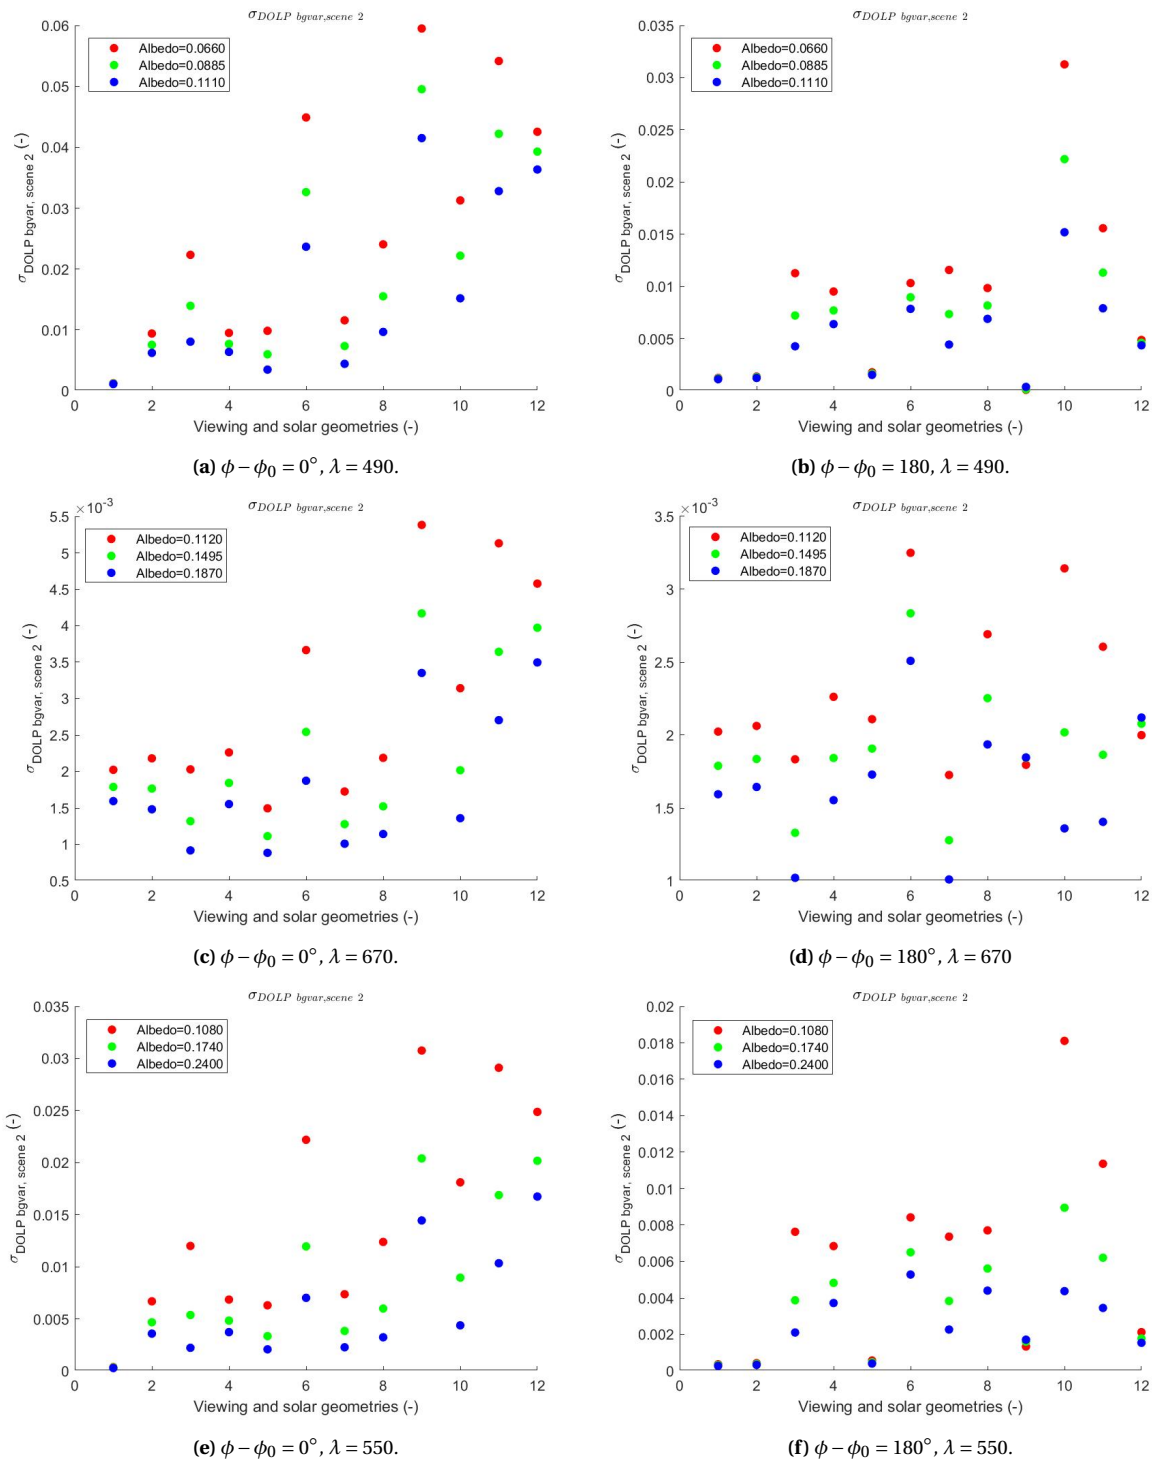 σDOLP bgvar,scene 2
0.06
0.05
0.04
0.03
0.02
0.01
0
Albedo=0.0660
Albedo=0.0885
Albedo=0.1110
σDOLP bgvar, scene 2 (-)
0 2 4 6 8 10 12
Viewing and solar geometries (-)
(a) ϕ − ϕ0 = 0°, λ = 490.
σDOLP bgvar,scene 2
0.035
0.03
0.025
0.02
0.015
0.01
0.005
0
Albedo=0.0660
Albedo=0.0885
Albedo=0.1110
σDOLP bgvar, scene 2 (-)
0 2 4 6 8 10 12
Viewing and solar geometries (-)
(b) ϕ − ϕ0 = 180, λ = 490.
×10-3
σDOLP bgvar,scene 2
5.5
5
4.5
4
3.5
3
2.5
2
1.5
1
0.5
Albedo=0.1120
Albedo=0.1495
Albedo=0.1870
σDOLP bgvar, scene 2 (-)
0 2 4 6 8 10 12
Viewing and solar geometries (-)
(c) ϕ − ϕ0 = 0°, λ = 670.
×10-3
σDOLP bgvar,scene 2
3.5
3
2.5
2
1.5
1
Albedo=0.1120
Albedo=0.1495
Albedo=0.1870
σDOLP bgvar, scene 2 (-)
0 2 4 6 8 10 12
Viewing and solar geometries (-)
(d) ϕ − ϕ0 = 180°, λ = 670
σDOLP bgvar,scene 2
0.035
0.03
0.025
0.02
0.015
0.01
0.005
0
Albedo=0.1080
Albedo=0.1740
Albedo=0.2400
σDOLP bgvar, scene 2 (-)
0 2 4 6 8 10 12
Viewing and solar geometries (-)
(e) ϕ − ϕ0 = 0°, λ = 550.
σDOLP bgvar,scene 2
0.02
0.018
0.016
0.014
0.012
0.01
0.008
0.006
0.004
0.002
0
Albedo=0.1080
Albedo=0.1740
Albedo=0.2400
σDOLP bgvar, scene 2 (-)
0 2 4 6 8 10 12
Viewing and solar geometries (-)
(f) ϕ − ϕ0 = 180°, λ = 550.